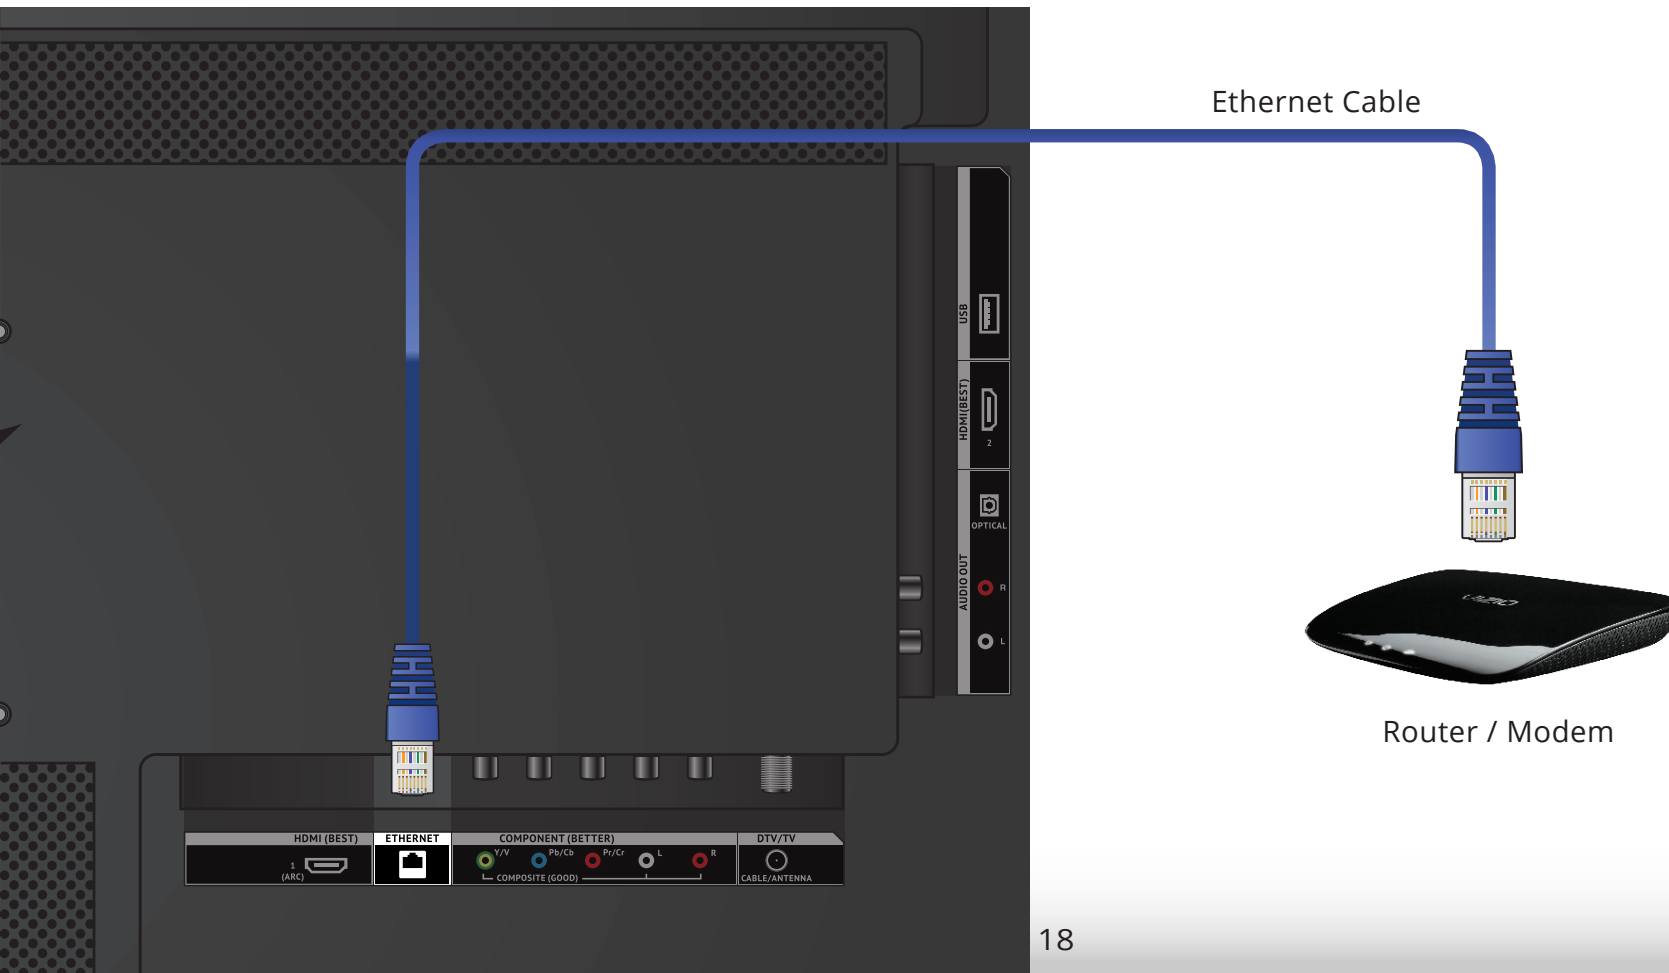 Ethernet Cable
USB
HDMI(BEST)
2
OPTICAL
AUDIO OUT
R
L
VIZIO
Router / Modem
HDMI (BEST)
ETHERNET
COMPONENT (BETTER)
DTV/TV
1
(ARC)
Y/V
Pb/Cb
Pr/Cr
L
R
COMPOSITE (GOOD)
CABLE/ANTENNA
18